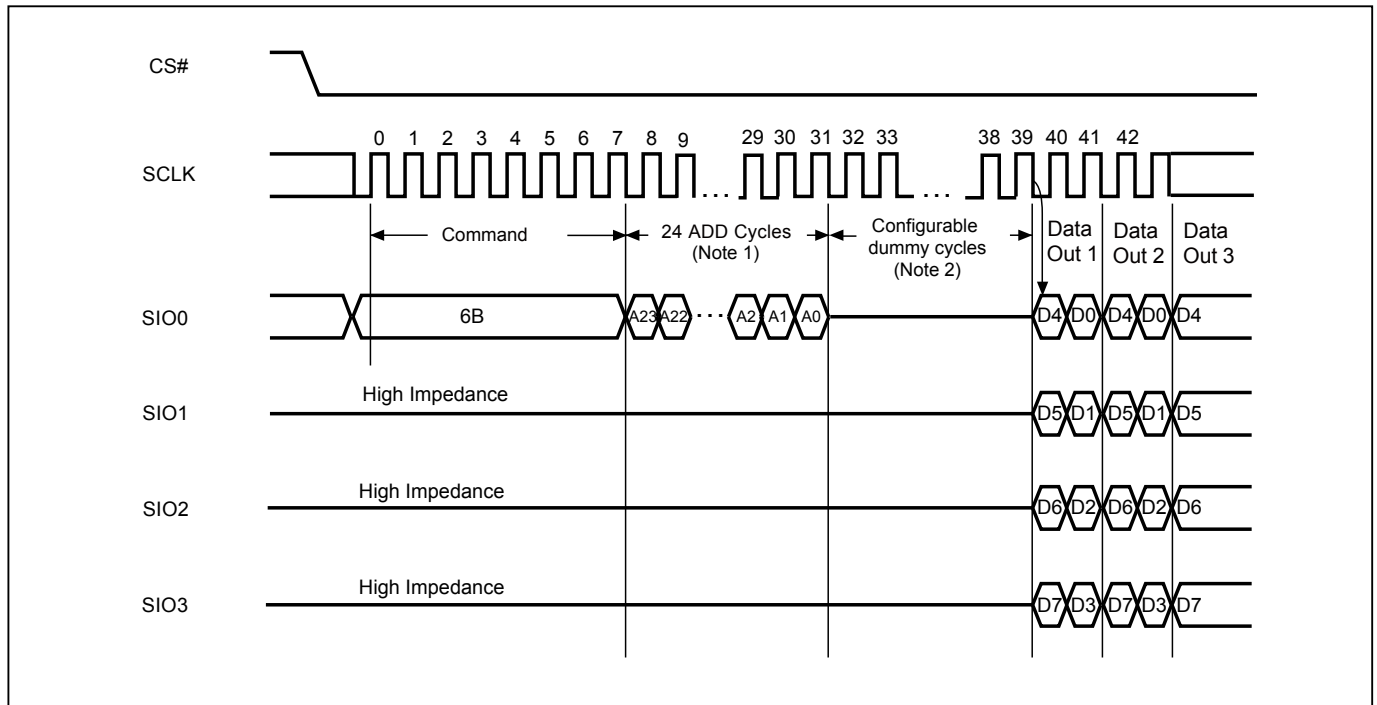 CS#
0 1 2 3 4 5 6 7 8 9 29 30 31 32 33 38 39 40 41 42
SCLK
...
...
Command
24 ADD Cycles
(Note 1)
Configurable
dummy cycles
(Note 2)
Data
Out 1
Data
Out 2
Data
Out 3
SIO0
6B
A23 A22 ... A2 A1 A0
D4 D0 D4 D0 D4
High Impedance
SIO1
D5 D1 D5 D1 D5
High Impedance
SIO2
D6 D2 D6 D2 D6
High Impedance
SIO3
D7 D3 D7 D3 D7